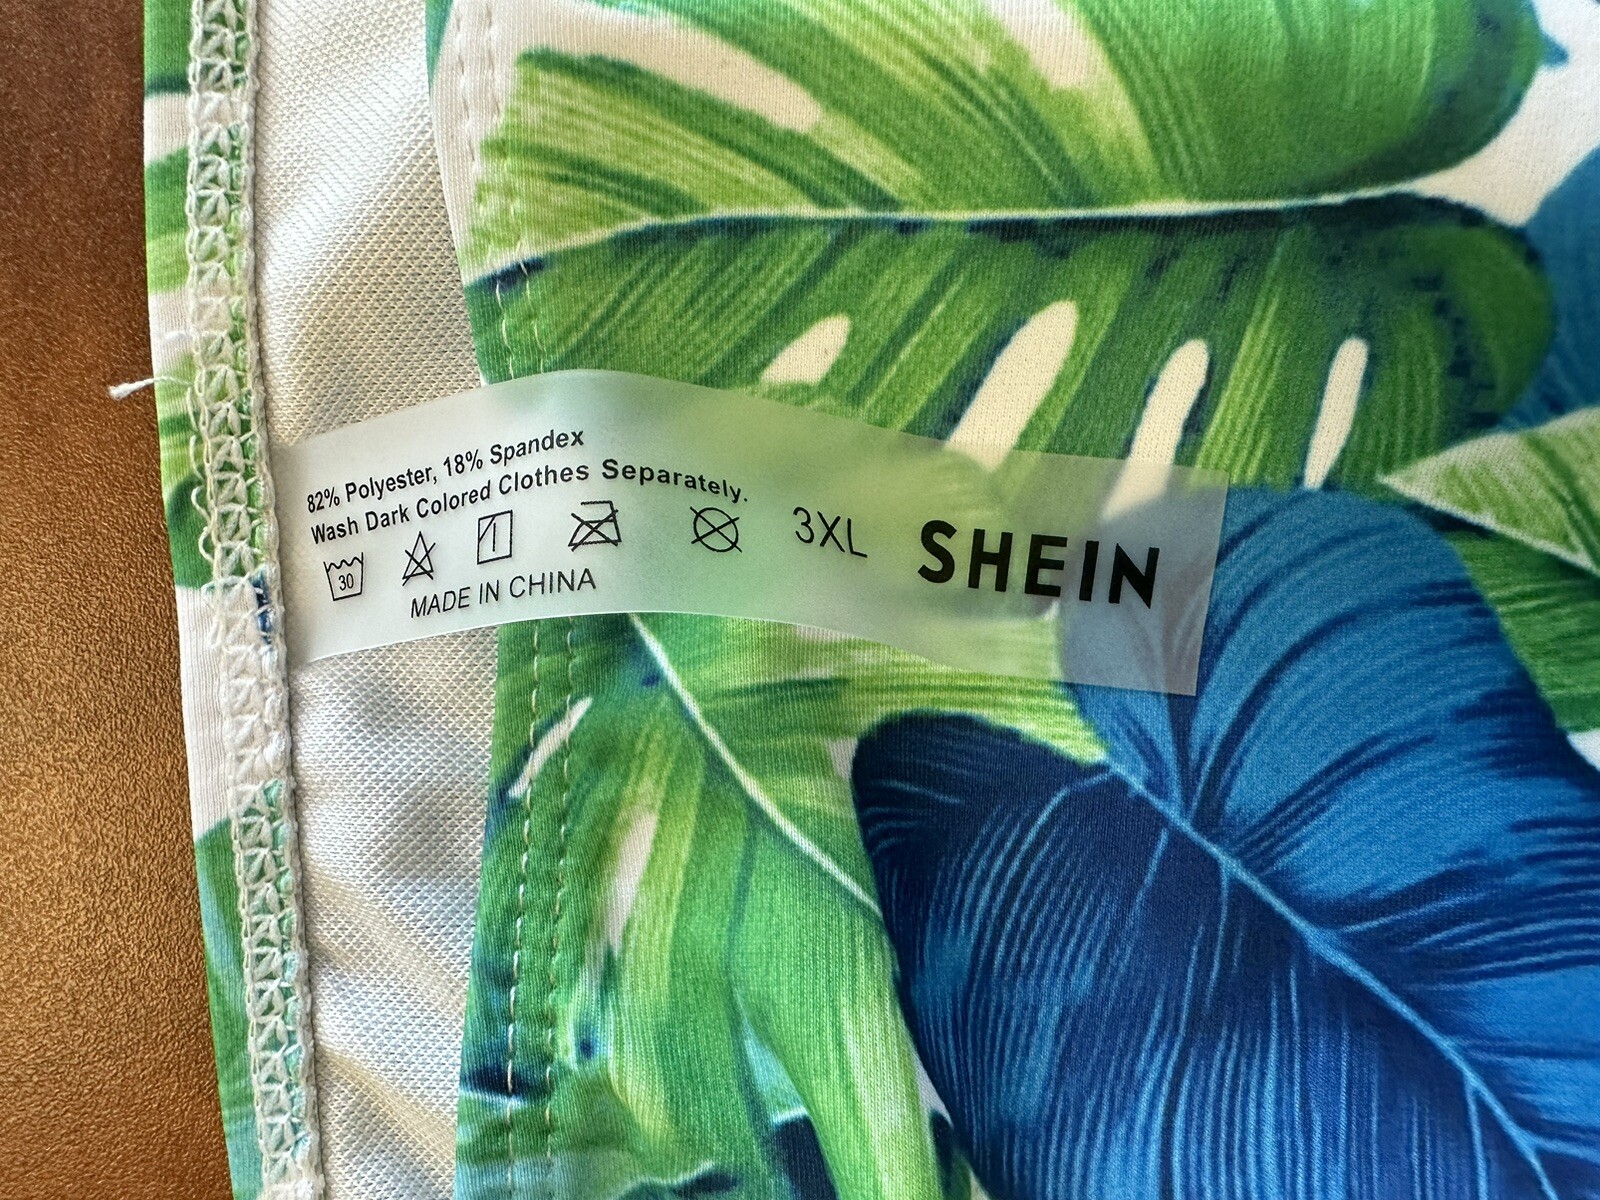 82% Polyester, 18% Spandex
Wash Dark Colored Clothes Separately.
30
3XL
SHEIN
MADE IN CHINA